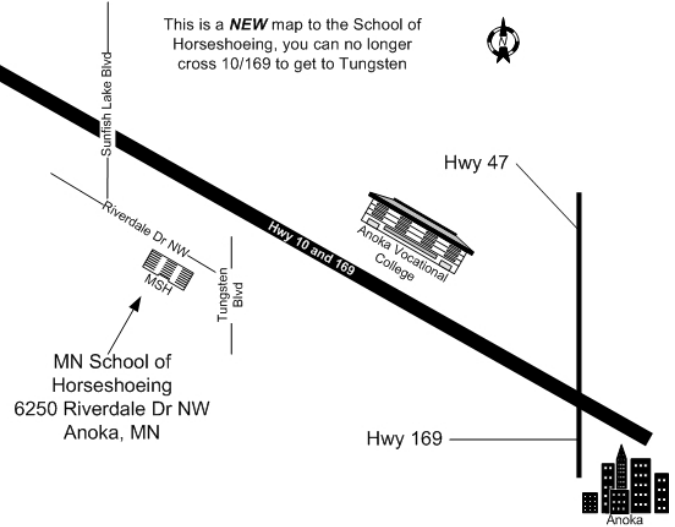 This is a NEW map to the School of
Horseshoeing, you can no longer
cross 10/169 to get to Tungsten
N
Sunfish Lake Blvd
Hwy 47
Riverdale Dr NW
Hwy 10 and 169
Anoka Vocational
College
MSH
Tungsten
Blvd
MN School of
Horseshoeing
6250 Riverdale Dr NW
Anoka, MN
Hwy 169
Anoka